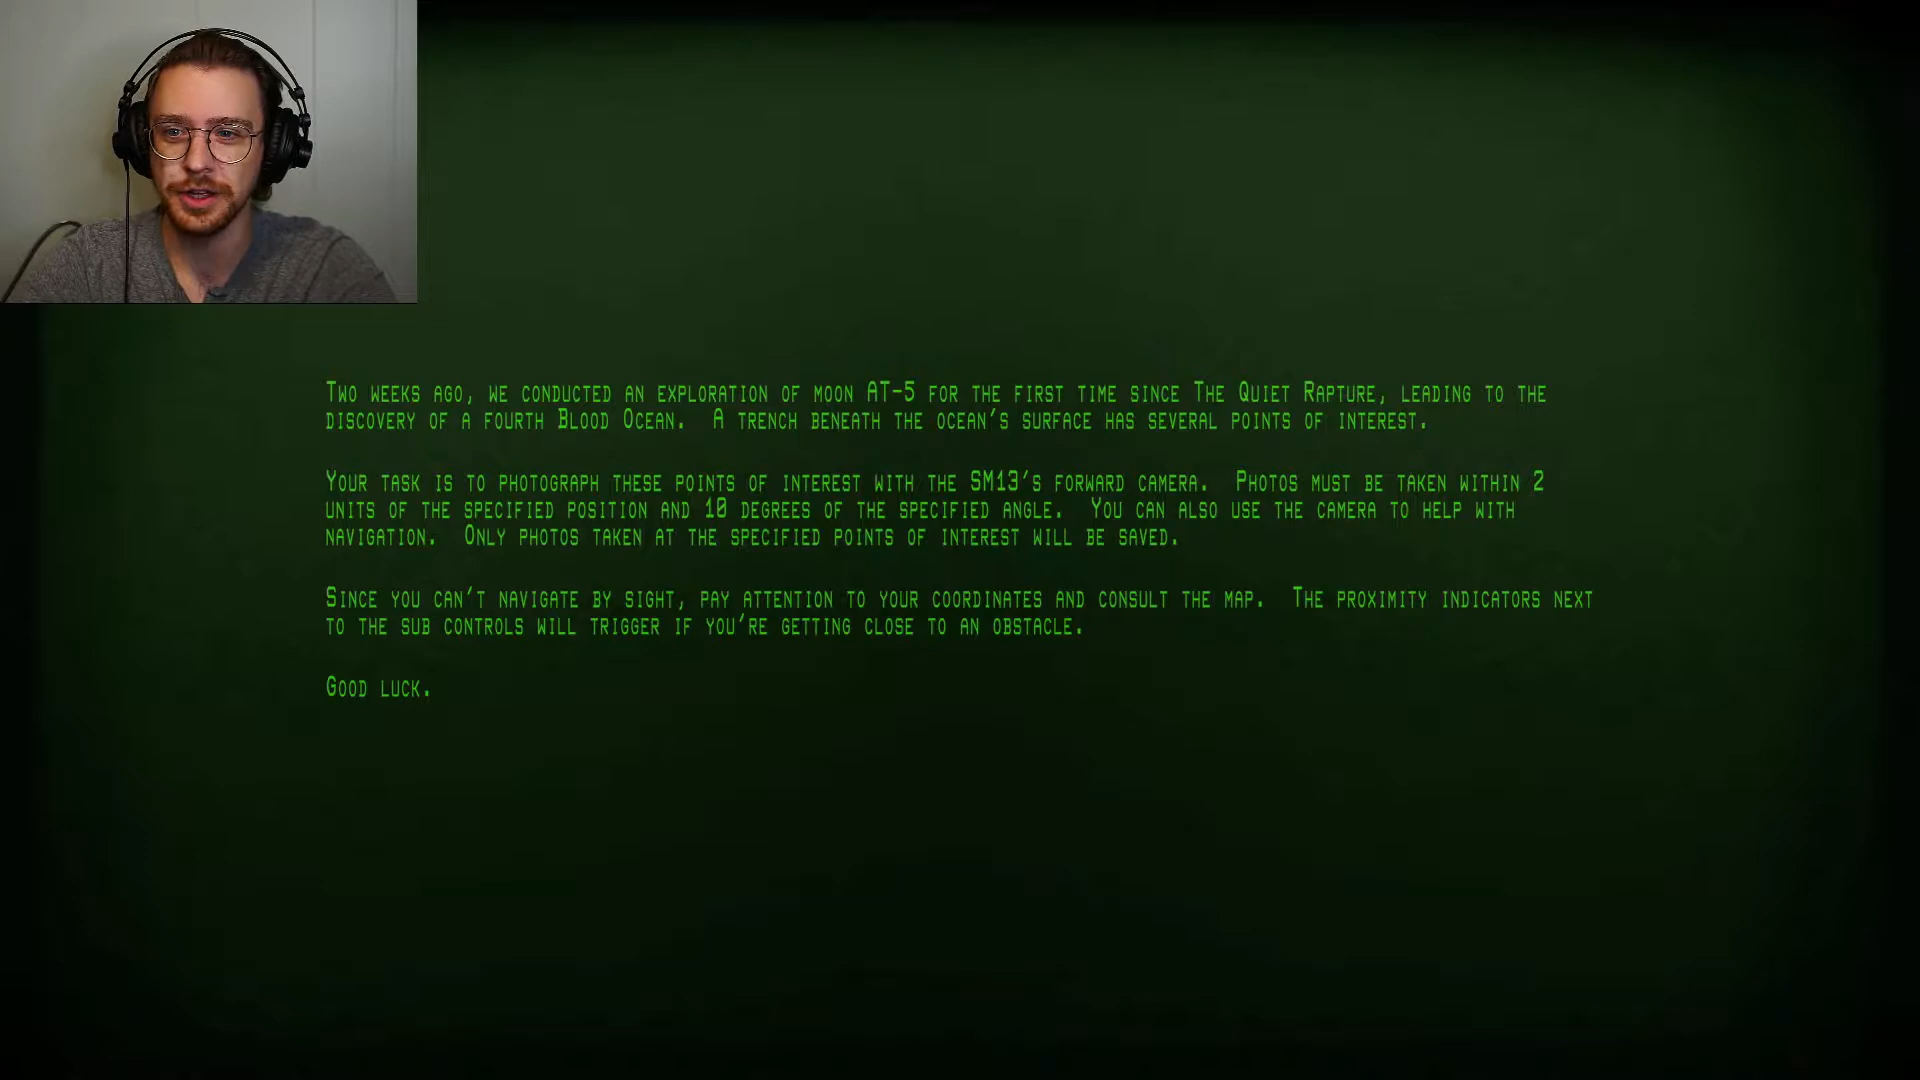 Two weeks ago, we conducted an exploration of moon AT-5 for the first time since The Quiet Rapture, leading to the
discovery of a fourth Blood Ocean. A trench beneath the ocean's surface has several points of interest.
Your task is to photograph these points of interest with the SM13's forward camera. Photos must be taken within 2
units of the specified position and 10 degrees of the specified angle. You can also use the camera to help with
navigation. Only photos taken at the specified points of interest will be saved.
Since you can't navigate by sight, pay attention to your coordinates and consult the map. The proximity indicators next
to the sub controls will trigger if you're getting close to an obstacle.
Good luck.